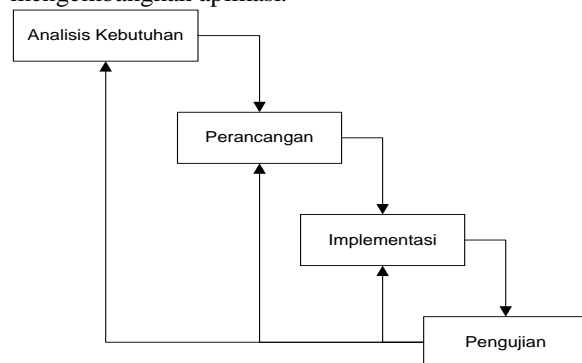 mengembangkan aplikasi.
Analisis Kebutuhan
Perancangan
Implementasi
Pengujian